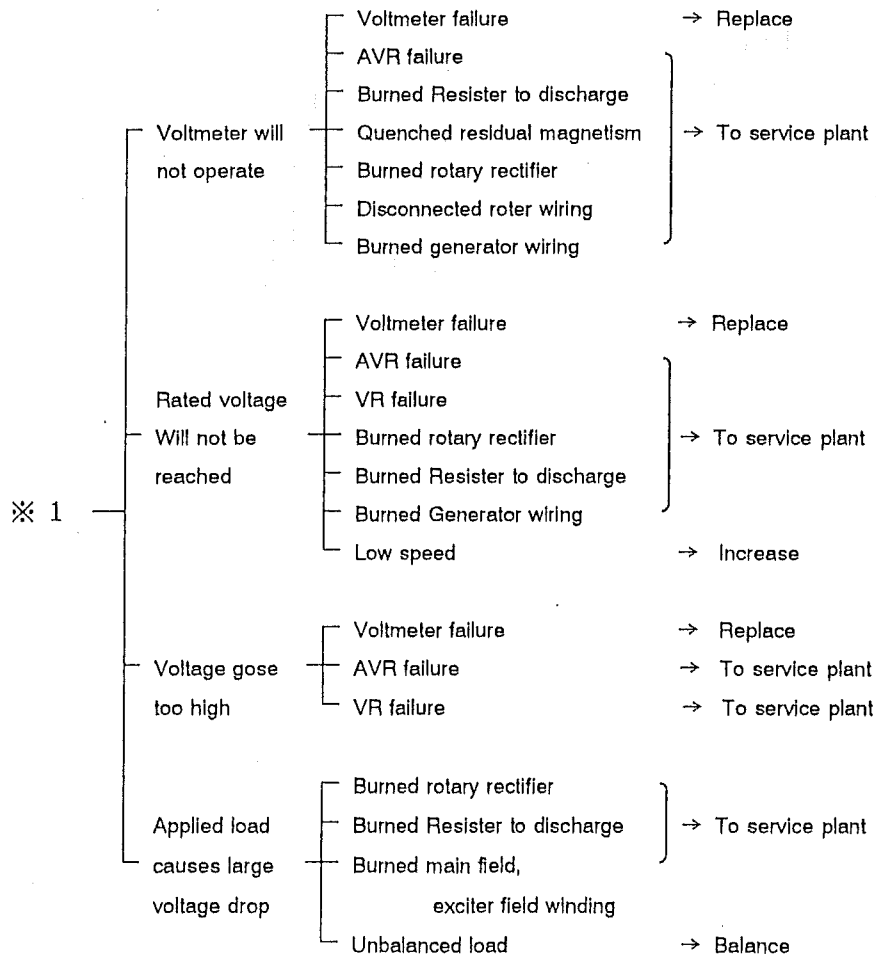 Voltmeter failure → Replace
AVR failure
Burned Resister to discharge
Voltmeter will
not operate
Quenched residual magnetism → To service plant
Burned rotary rectifier
Disconnected roter wiring
Burned generator wiring
Voltmeter failure → Replace
AVR failure
Rated voltage
Will not be
reached
VR failure
Burned rotary rectifier → To service plant
Burned Resister to discharge
Burned Generator wiring
Low speed → Increase
※ 1
Voltage gose
too high
Voltmeter failure → Replace
AVR failure → To service plant
VR failure → To service plant
Applied load
causes large
voltage drop
Burned rotary rectifier
Burned Resister to discharge → To service plant
Burned main field,
exciter field winding
Unbalanced load → Balance